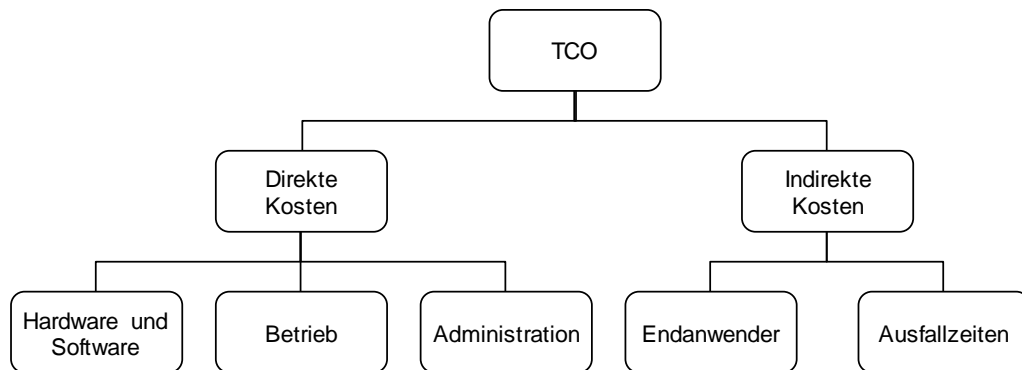 TCO
Direkte
Kosten
Indirekte
Kosten
Hardware und
Software
Betrieb
Administration
Endanwender
Ausfallzeiten